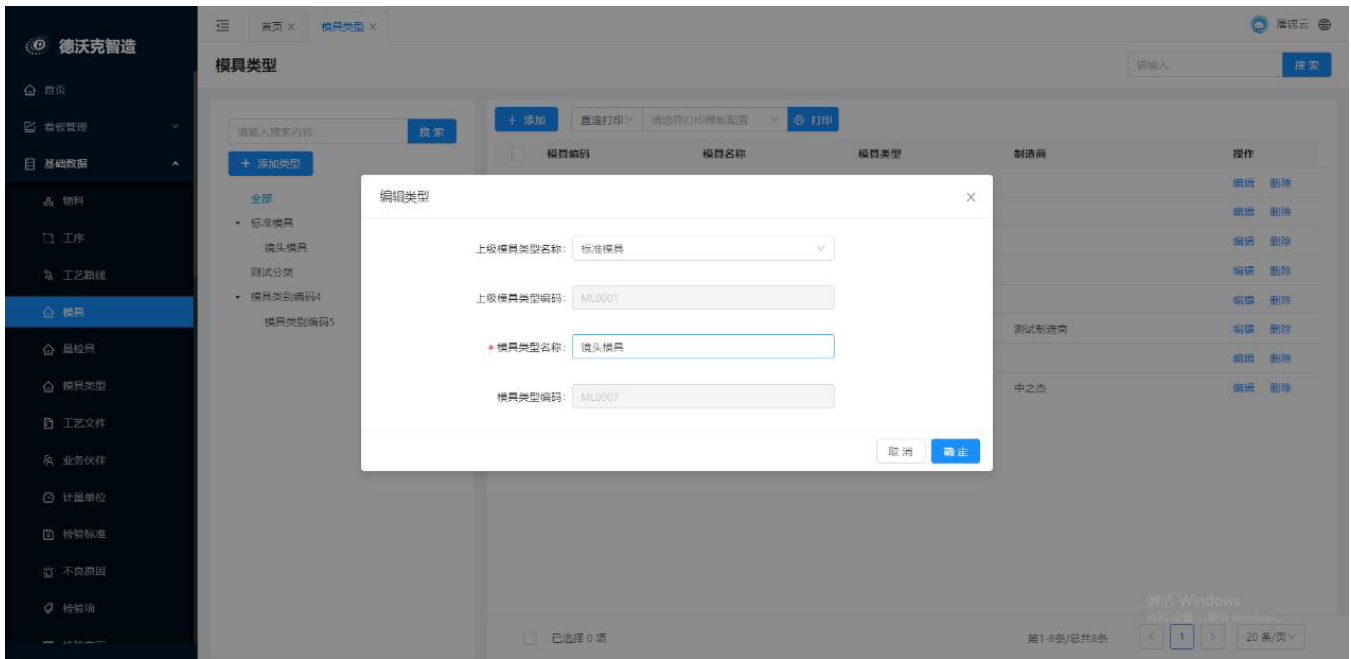 德沃克智造
首页
看板管理
基础数据
物料
工序
工艺路线
模具
量检具
模具类型
工艺文件
业务伙伴
计量单位
检验标准
不良原因
检验项
首页 ×
模具类型 ×
屠锦云
模具类型
请输入
搜 索
请输入搜索内容
搜 索
+ 添加类型
全部
标准模具
镜头模具
测试分类
模具类别编码4
模具类别编码5
+ 添加
直连打印
请选择打印模板配置
打印
模具编码 模具名称 模具类型 制造商 操作
编辑 删除
编辑 删除
编辑 删除
编辑 删除
编辑 删除
测试制造商 编辑 删除
编辑 删除
中之杰 编辑 删除
编辑类型 ×
上级模具类型名称: 标准模具
上级模具类型编码: ML0001
* 模具类型名称: 镜头模具
模具类型编码: ML0007
取 消
确 定
激活 Windows
已选择 0 项
第1-8条/总共8条
< 1 >
20 条/页